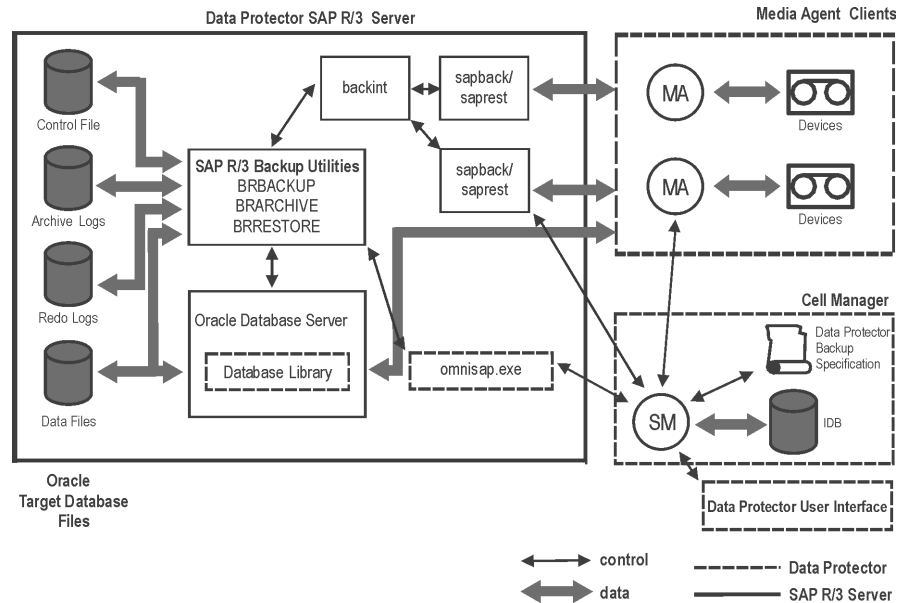 Data Protector SAP R/3 Server
Media Agent Clients
Control File
Archive Logs
Redo Logs
Data Files
backint
sapback/
saprest
sapback/
saprest
SAP R/3 Backup Utilities
BRBACKUP
BRARCHIVE
BRRESTORE
Oracle Database Server
Database Library
omnisap.exe
MA
Devices
MA
Devices
Cell Manager
Data Protector
Backup
Specification
SM
IDB
Data Protector User Interface
Oracle
Target Database
Files
control
data
Data Protector
SAP R/3 Server